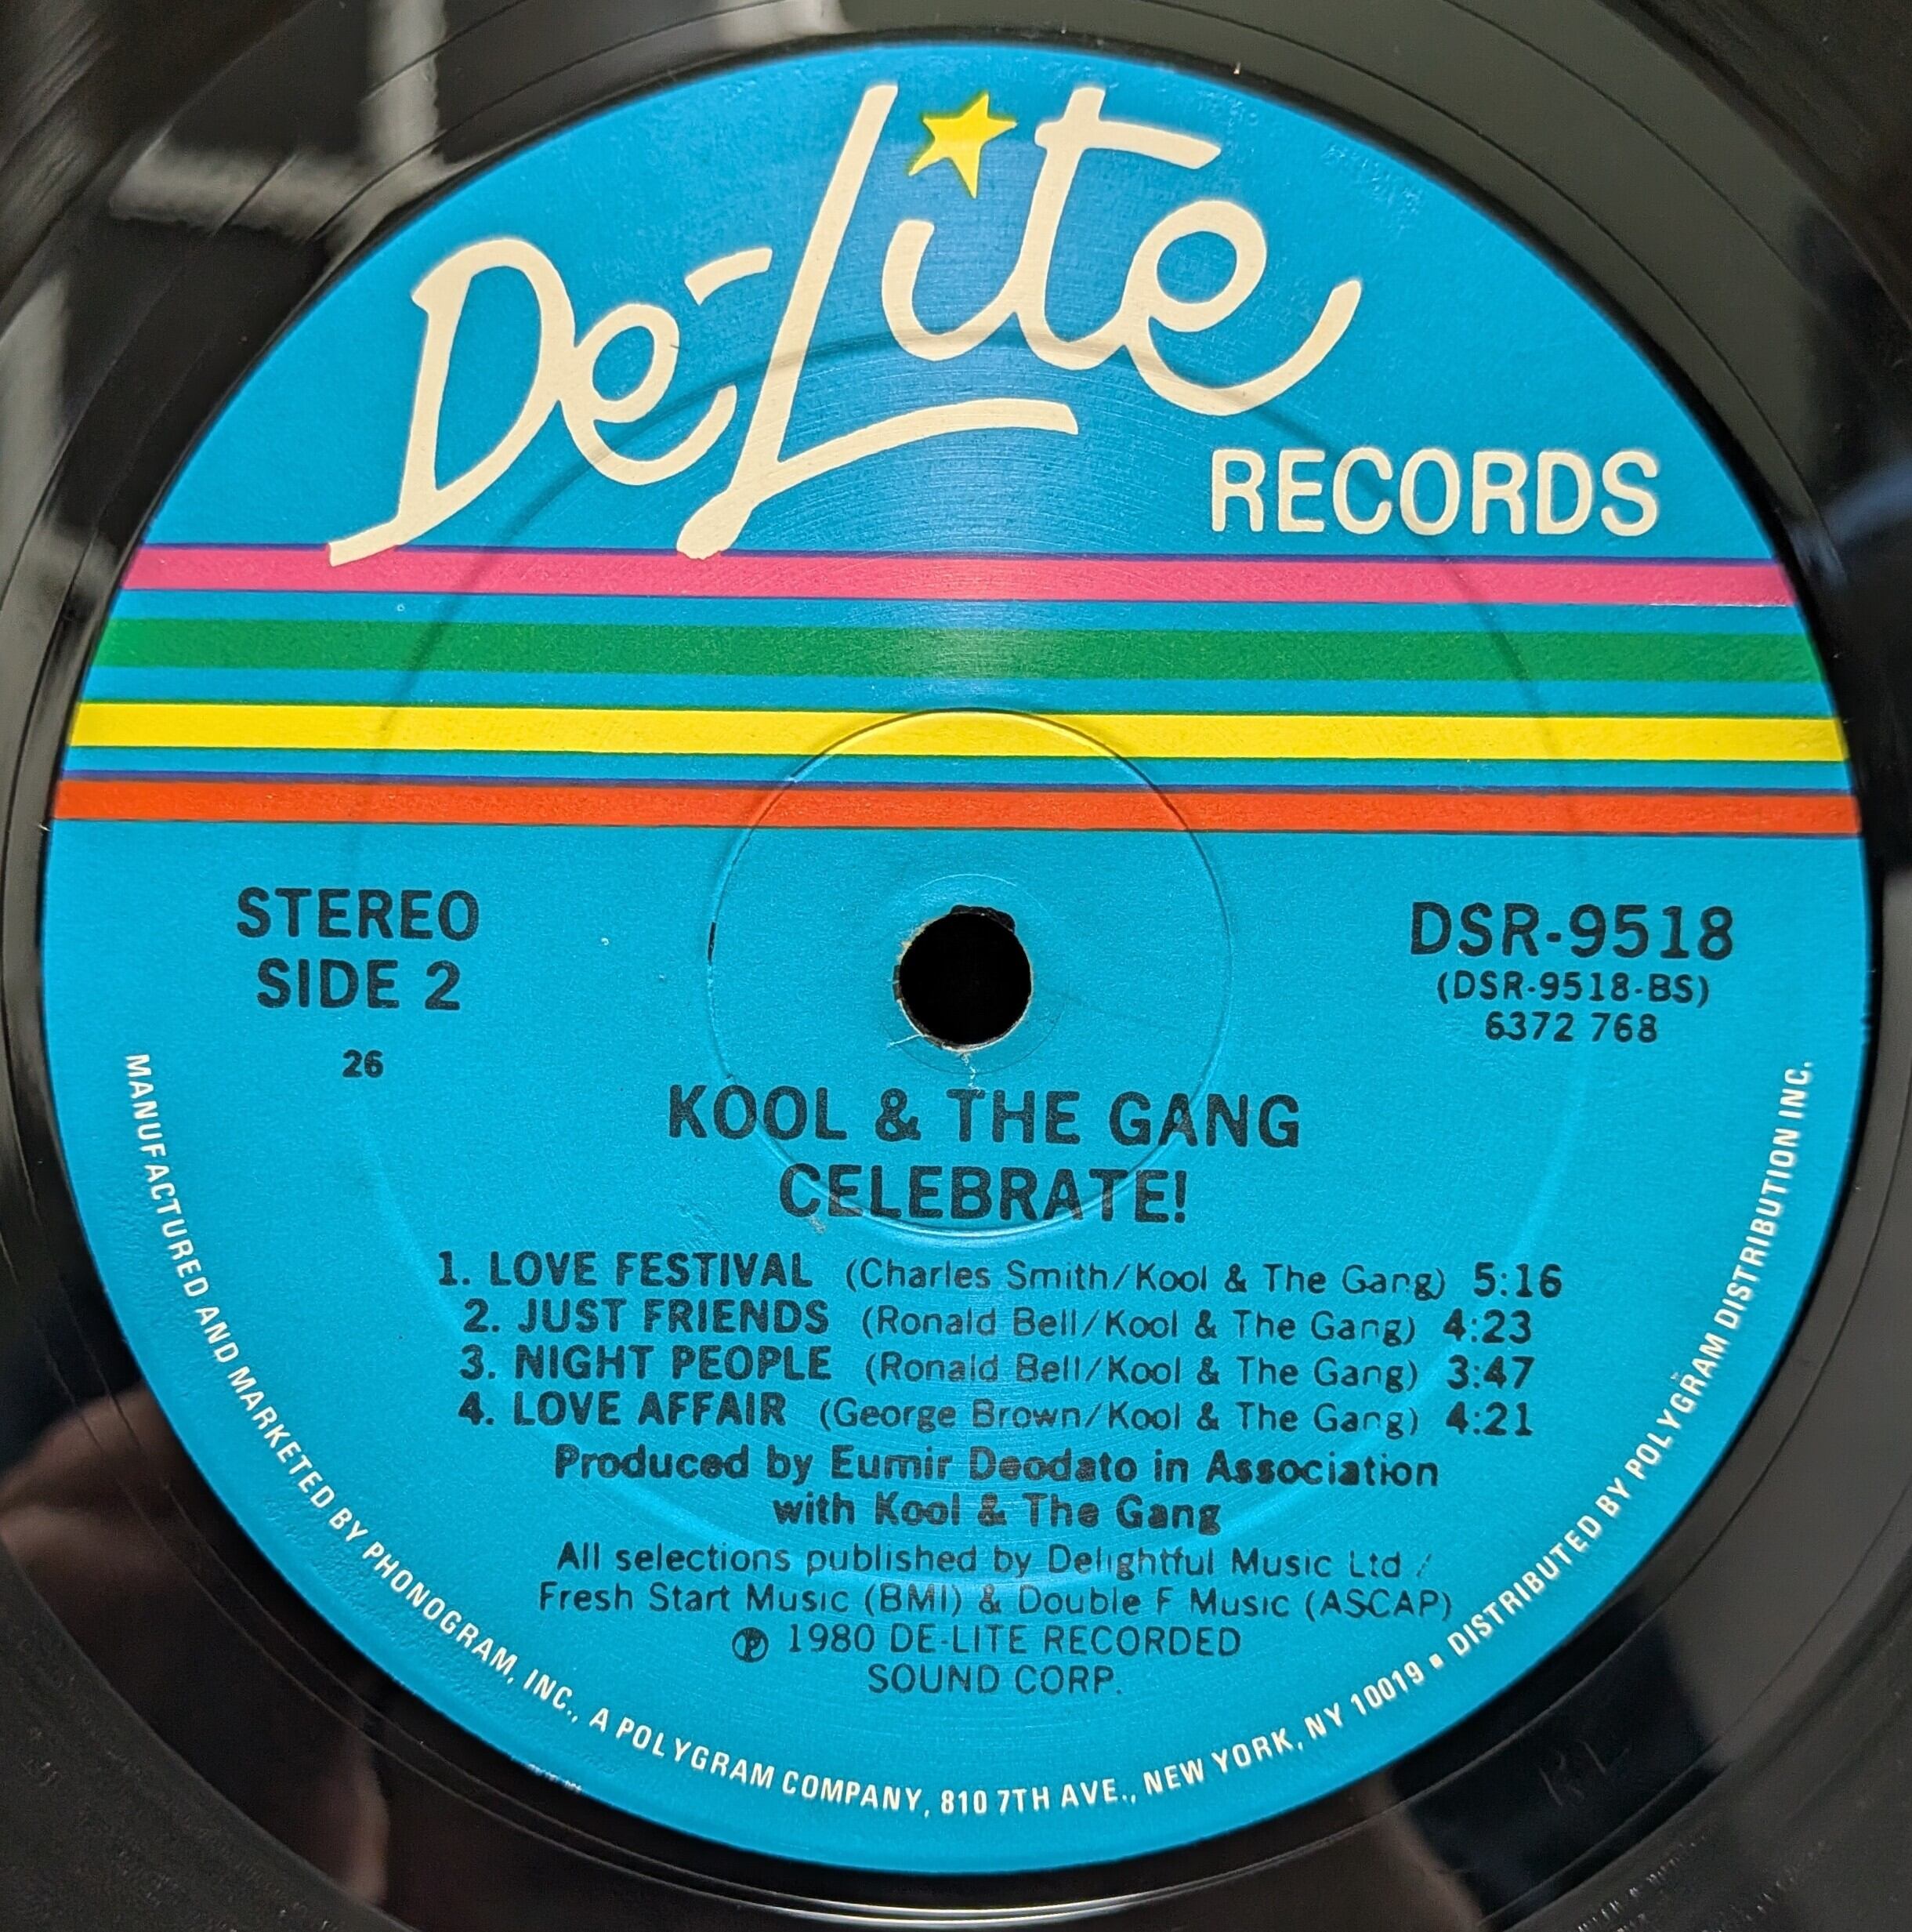 De-Lite
RECORDS
STEREO
SIDE 2
26
DSR-9518
(DSR-9518-BS)
6372 768
KOOL & THE GANG
CELEBRATE!
1. LOVE FESTIVAL (Charles Smith/Kool & The Gang) 5:16
2. JUST FRIENDS (Ronald Bell/Kool & The Gang) 4:23
3. NIGHT PEOPLE (Ronald Bell/Kool & The Gang) 3:47
4. LOVE AFFAIR (George Brown/Kool & The Gang) 4:21
Produced by Eumir Deodato in Association
with Kool & The Gang
All selections published by Delightful Music Ltd /
Fresh Start Music (BMI) & Double F Music (ASCAP)
℗ 1980 DE-LITE RECORDED
SOUND CORP.
MANUFACTURED AND MARKETED BY PHONOGRAM, INC., A POLYGRAM COMPANY, 810 7TH AVE., NEW YORK, NY 10019 ▪ DISTRIBUTED BY POLYGRAM DISTRIBUTION INC.